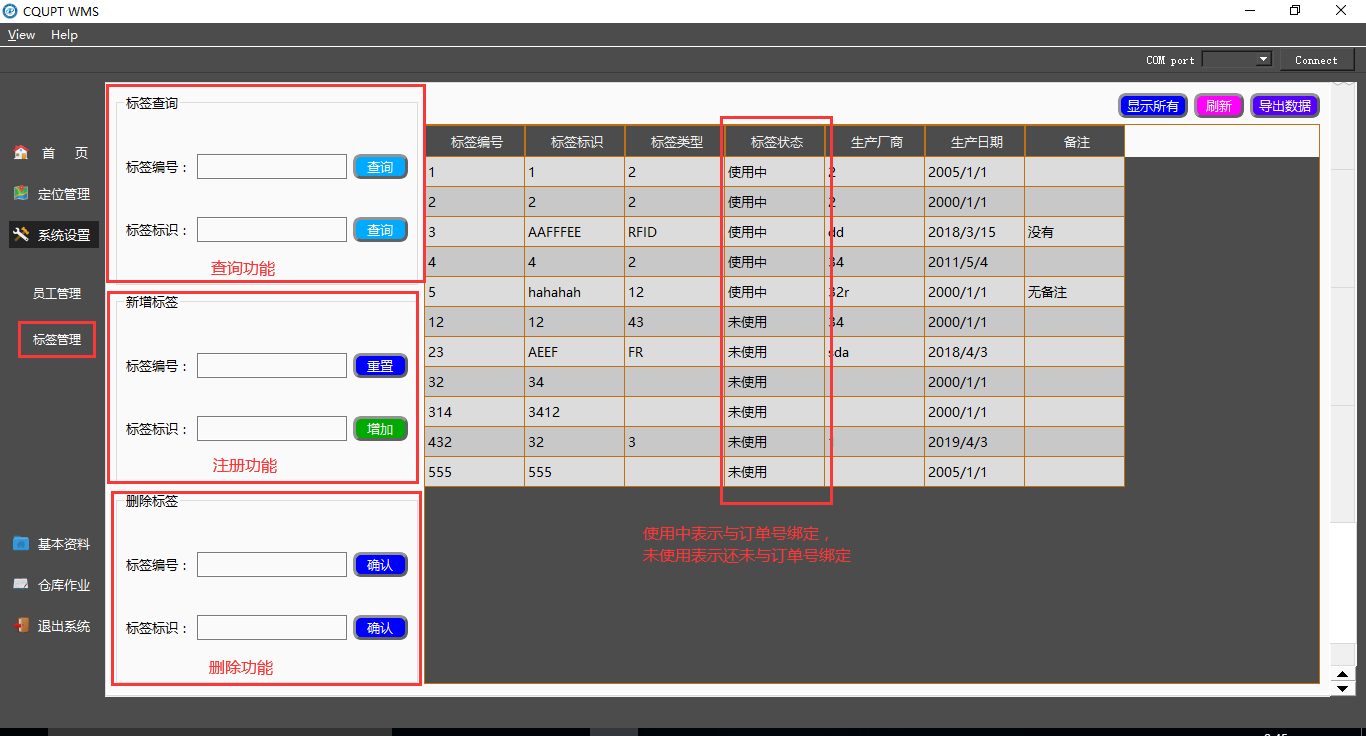 CQUPT WMS
View Help
COM port Connect
首 页
定位管理
系统设置
员工管理
标签管理
基本资料
仓库作业
退出系统
标签查询
标签编号： 查询
标签标识： 查询
查询功能
新增标签
标签编号： 重置
标签标识： 增加
注册功能
删除标签
标签编号： 确认
标签标识： 确认
删除功能
显示所有 刷新 导出数据
标签编号 标签标识 标签类型 标签状态 生产厂商 生产日期 备注
1 1 2 使用中 2 2005/1/1
2 2 2 使用中 2 2000/1/1
3 AAFFFEE RFID 使用中 dd 2018/3/15 没有
4 4 2 使用中 34 2011/5/4
5 hahahah 12 使用中 32r 2000/1/1 无备注
12 12 43 未使用 34 2000/1/1
23 AEEF FR 未使用 sda 2018/4/3
32 34 未使用 2000/1/1
314 3412 未使用 2000/1/1
432 32 3 未使用 2019/4/3
555 555 未使用 2005/1/1
使用中表示与订单号绑定，
未使用表示还未与订单号绑定